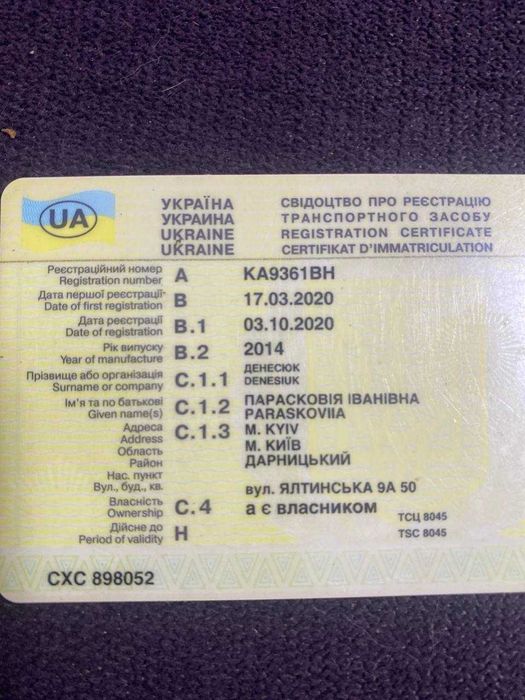 UA
УКРАЇНА
УКРАИНА
UKRAINE
UKRAINE
СВІДОЦТВО ПРО РЕЄСТРАЦІЮ
ТРАНСПОРТНОГО ЗАСОБУ
REGISTRATION CERTIFICATE
CERTIFIKAT D'IMMATRICULATION
Реєстраційний номер
Registration number A KA9361BH
Дата першої реєстрації
Date of first registration B 17.03.2020
Дата реєстрації
Date of registration B.1 03.10.2020
Рік випуску
Year of manufacture B.2 2014
Прізвище або організація
Surname or company C.1.1 ДЕНЕСЮК
DENESIUK
Ім'я та по батькові
Given name(s) C.1.2 ПАРАСКОВІЯ ІВАНІВНА
PARASKOVIIA
Адреса
Address C.1.3 M. KYIV
Область М. КИЇВ
Район ДАРНИЦЬКИЙ
Нас. пункт
Вул., буд., кв. вул. ЯЛТИНСЬКА 9А 50
Власність
Ownership C.4 а є власником
ТСЦ 8045
TSC 8045
Дійсне до
Period of validity H
СХС 898052